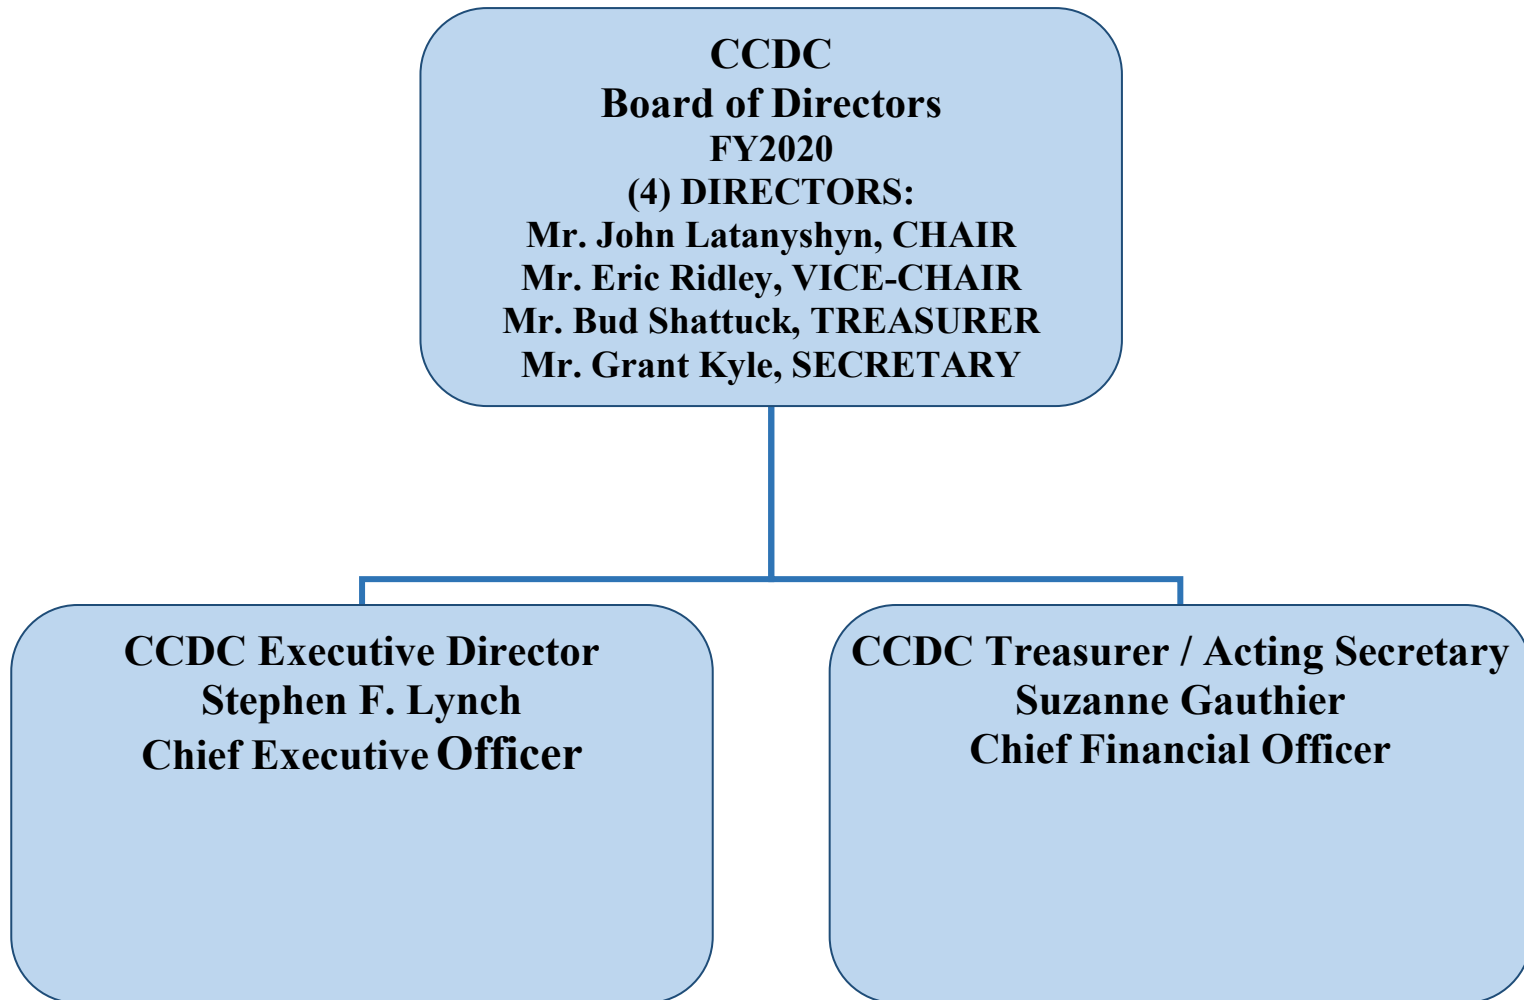 CCDC
Board of Directors
FY2020
(4) DIRECTORS:
Mr. John Latanyshyn, CHAIR
Mr. Eric Ridley, VICE-CHAIR
Mr. Bud Shattuck, TREASURER
Mr. Grant Kyle, SECRETARY
CCDC Executive Director
Stephen F. Lynch
Chief Executive Officer
CCDC Treasurer / Acting Secretary
Suzanne Gauthier
Chief Financial Officer